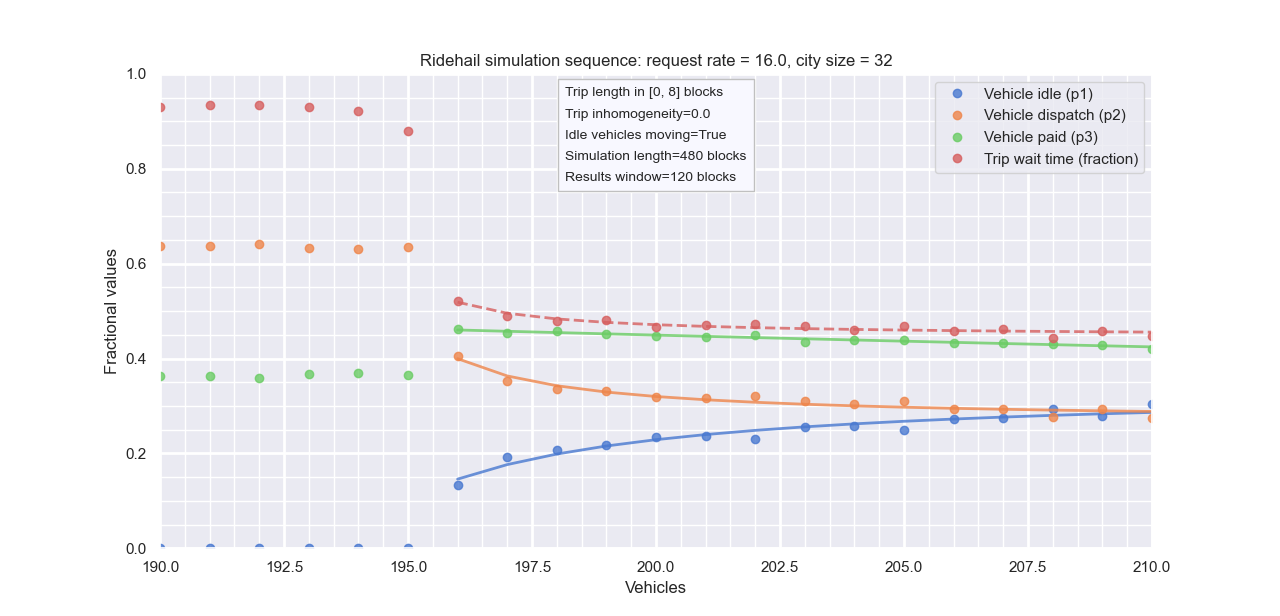 Ridehail simulation sequence: request rate = 16.0, city size = 32
1.0
0.8
0.6
0.4
0.2
0.0
Fractional values
Trip length in [0, 8] blocks
Trip inhomogeneity=0.0
Idle vehicles moving=True
Simulation length=480 blocks
Results window=120 blocks
Vehicle idle (p1)
Vehicle dispatch (p2)
Vehicle paid (p3)
Trip wait time (fraction)
190.0 192.5 195.0 197.5 200.0 202.5 205.0 207.5 210.0
Vehicles